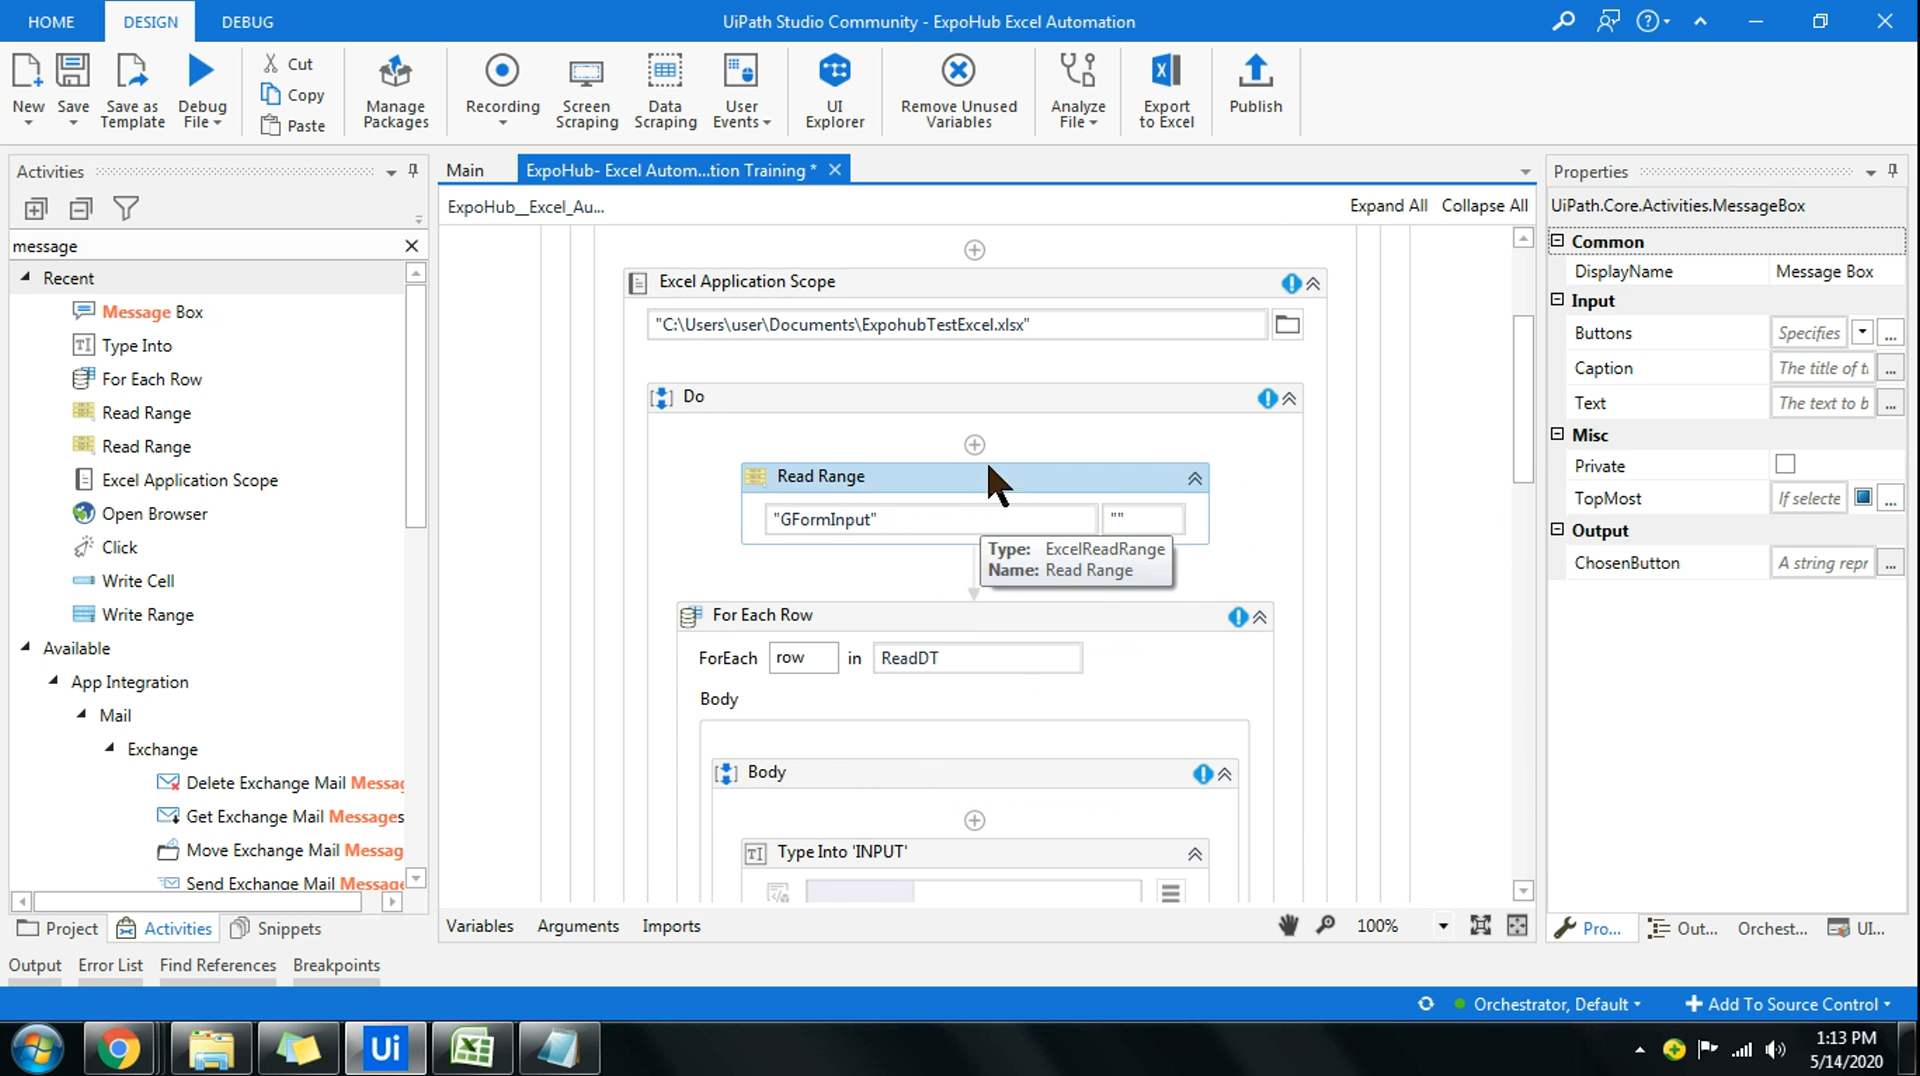 HOME DESIGN DEBUG UiPath Studio Community - ExpoHub Excel Automation
Cut
Copy
Paste
New Save Save as Template Debug File
Manage Packages
Recording Screen Scraping Data Scraping User Events
UI Explorer
Remove Unused Variables
Analyze File
Export to Excel
Publish
Activities
message
Recent
Message Box
Type Into
For Each Row
Read Range
Read Range
Excel Application Scope
Open Browser
Click
Write Cell
Write Range
Available
App Integration
Mail
Exchange
Delete Exchange Mail Messag
Get Exchange Mail Messages
Move Exchange Mail Messag
Send Exchange Mail Message
Project Activities Snippets
Main ExpoHub- Excel Autom...tion Training *
ExpoHub__Excel_Au... Expand All Collapse All
Excel Application Scope
"C:\Users\user\Documents\ExpohubTestExcel.xlsx"
Do
Read Range
"GFormInput" ""
Type: ExcelReadRange
Name: Read Range
For Each Row
ForEach row in ReadDT
Body
Body
Type Into 'INPUT'
Variables Arguments Imports 100%
Properties
UiPath.Core.Activities.MessageBox
Common
DisplayName Message Box
Input
Buttons Specifies ...
Caption The title of tl ...
Text The text to b ...
Misc
Private
TopMost If selecte ...
Output
ChosenButton A string repr ...
Pro... Out... Orchest... UI...
Output Error List Find References Breakpoints
Orchestrator, Default Add To Source Control
Ui
1:13 PM
5/14/2020